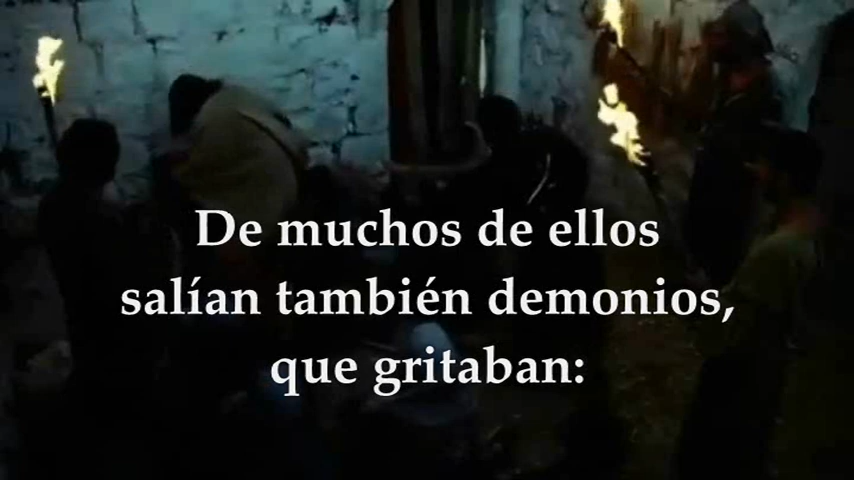 De muchos de ellos
salían también demonios,
que gritaban: